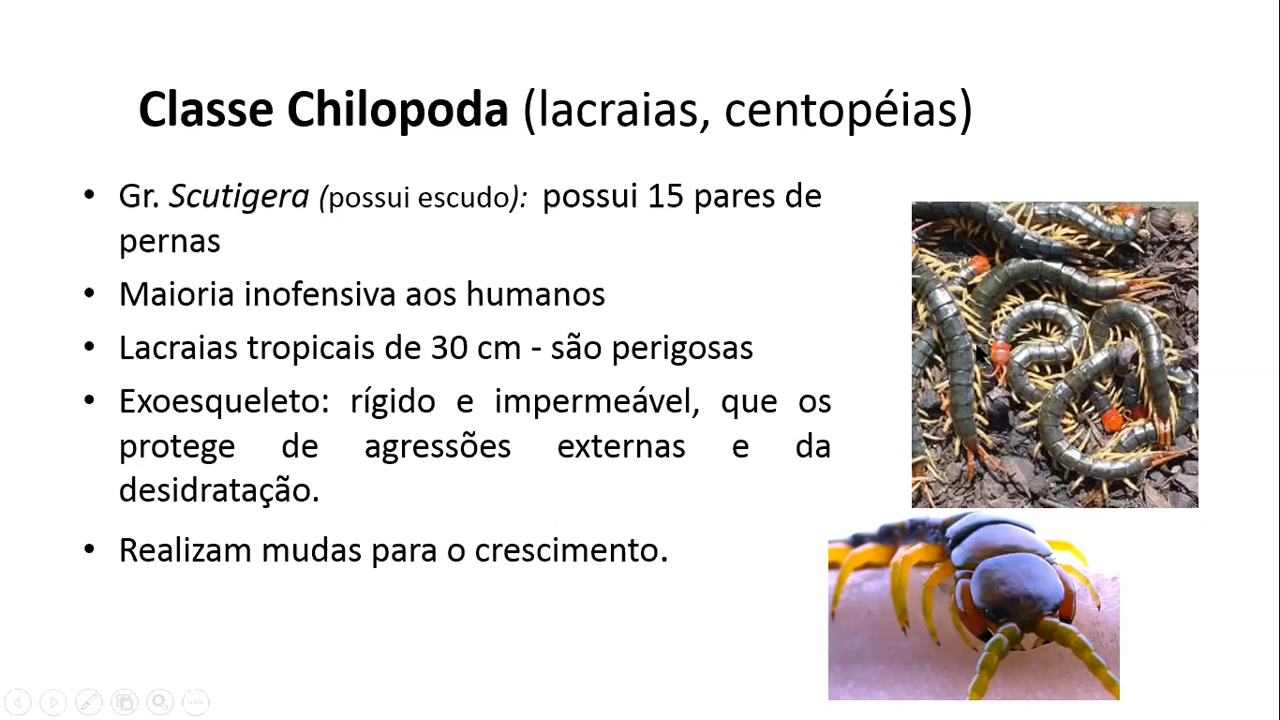 Classe Chilopoda (lacraias, centopéias)
• Gr. Scutigera (possui escudo): possui 15 pares de
pernas
• Maioria inofensiva aos humanos
• Lacraias tropicais de 30 cm - são perigosas
• Exoesqueleto: rígido e impermeável, que os
protege de agressões externas e da
desidratação.
• Realizam mudas para o crescimento.